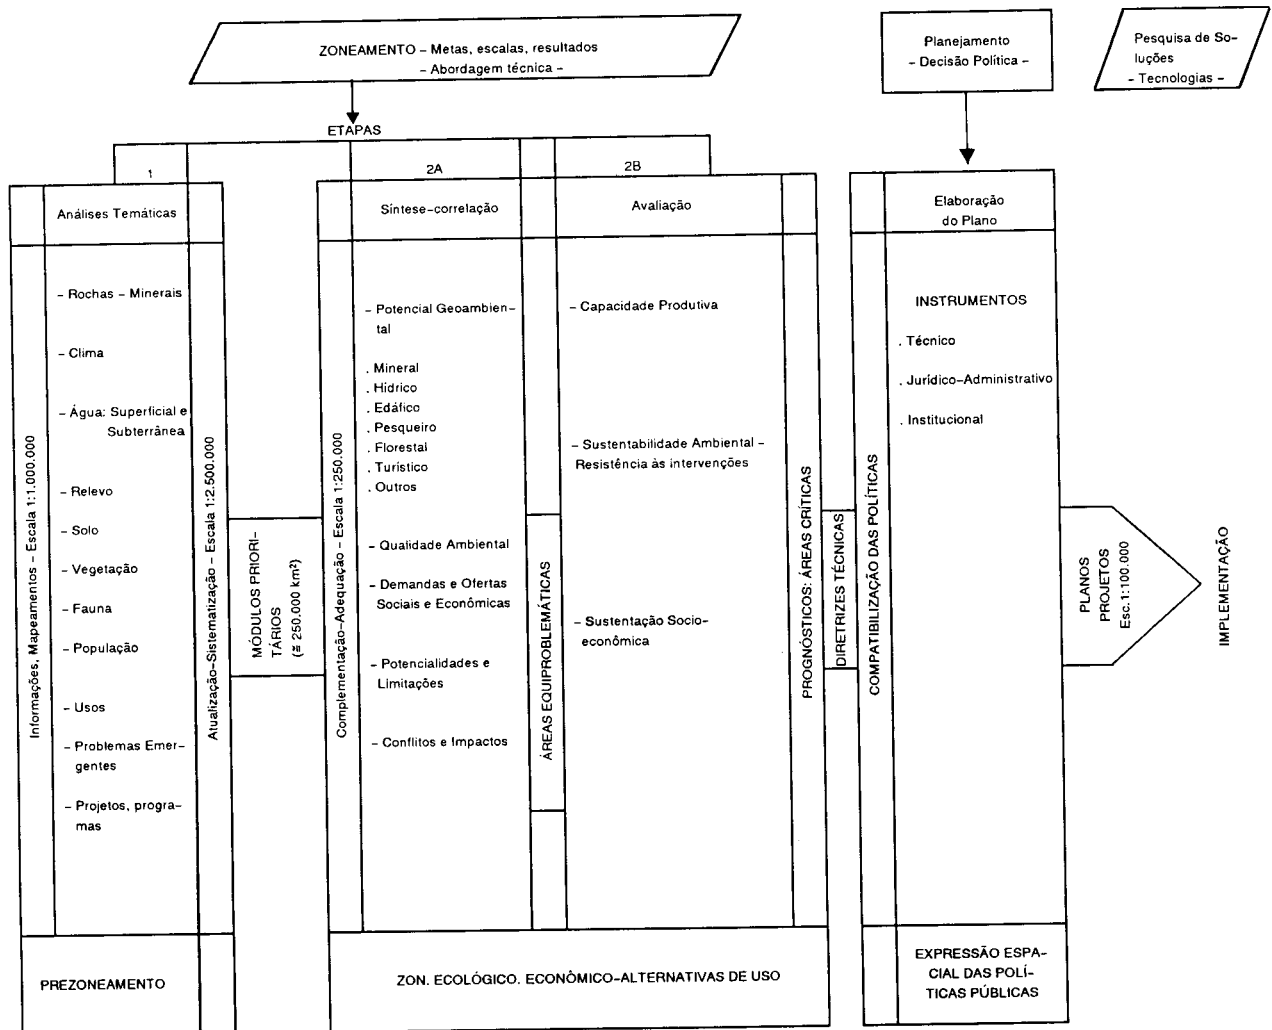 ZONEAMENTO – Metas, escalas, resultados
– Abordagem técnica –
Planejamento
– Decisão Política –
Pesquisa de So–
luções
– Tecnologias –
ETAPAS
1
2A
2B
Análises Temáticas
Síntese–correlação
Avaliação
Elaboração
do Plano
Informações, Mapeamentos – Escala 1:1.000.000
– Rochas – Minerais
– Clima
– Água: Superficial e
Subterrânea
– Relevo
– Solo
– Vegetação
– Fauna
– População
– Usos
– Problemas Emer–
gentes
– Projetos, progra–
mas
Atualização–Sistematização – Escala 1:2.500.000
MÓDULOS PRIORI–
TÁRIOS
(≅ 250.000 km²)
Complementação–Adequação – Escala 1:250.000
– Potencial Geoambien–
tal
. Mineral
. Hídrico
. Edáfico
. Pesqueiro
. Florestal
. Turístico
. Outros
– Qualidade Ambiental
– Demandas e Ofertas
Sociais e Econômicas
– Potencialidades e
Limitações
– Conflitos e Impactos
ÁREAS EQUIPROBLEMÁTICAS
– Capacidade Produtiva
– Sustentabilidade Ambiental –
Resistência às intervenções
– Sustentação Socio–
econômica
PROGNÓSTICOS: ÁREAS CRÍTICAS
DIRETRIZES TÉCNICAS
COMPATIBILIZAÇÃO DAS POLÍTICAS
INSTRUMENTOS
. Técnico
. Jurídico–Administrativo
. Institucional
PLANOS
PROJETOS
Esc. 1:100.000
IMPLEMENTAÇÃO
PREZONEAMENTO
ZON. ECOLÓGICO. ECONÔMICO–ALTERNATIVAS DE USO
EXPRESSÃO ESPA–
CIAL DAS POLÍ–
TICAS PÚBLICAS